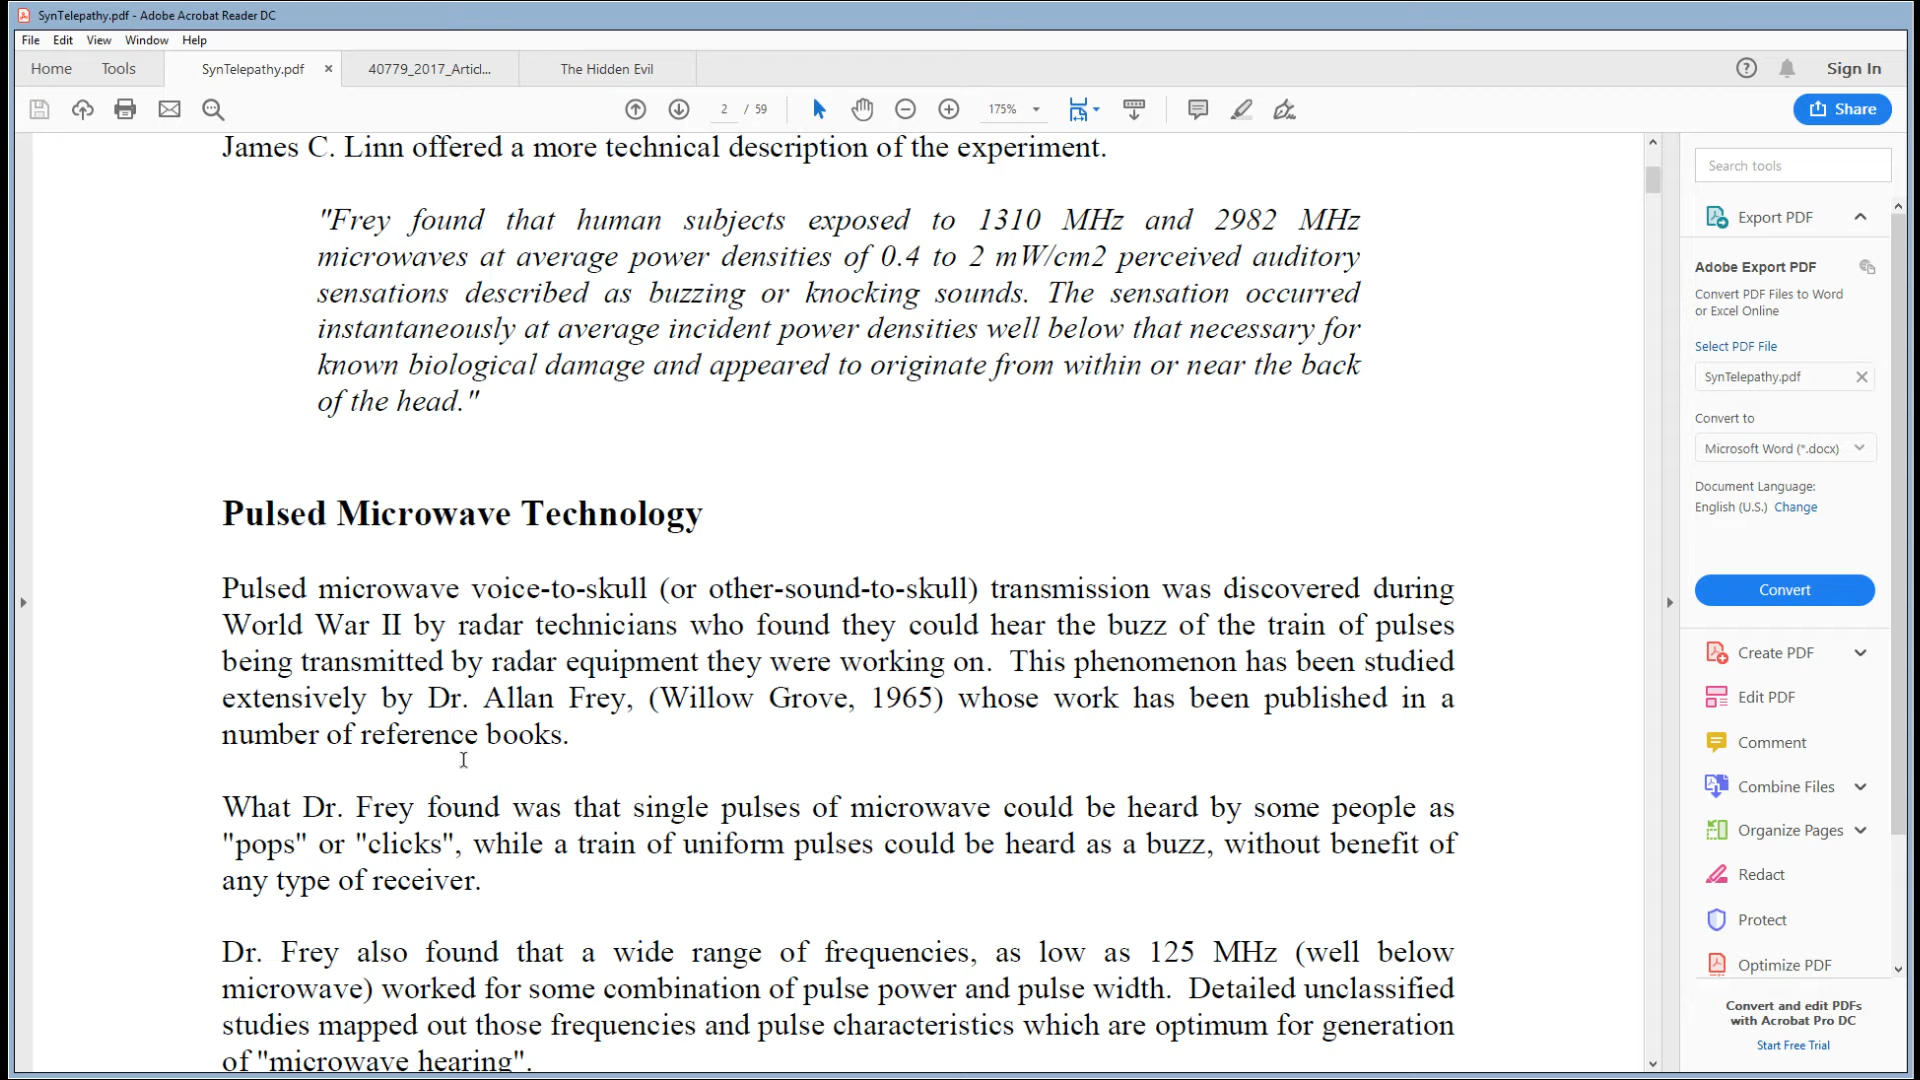 SynTelepathy.pdf - Adobe Acrobat Reader DC
File Edit View Window Help
Home Tools SynTelepathy.pdf × 40779_2017_Articl... The Hidden Evil Sign In
2 / 59 175% Share
James C. Linn offered a more technical description of the experiment.
"Frey found that human subjects exposed to 1310 MHz and 2982 MHz
microwaves at average power densities of 0.4 to 2 mW/cm2 perceived auditory
sensations described as buzzing or knocking sounds. The sensation occurred
instantaneously at average incident power densities well below that necessary for
known biological damage and appeared to originate from within or near the back
of the head."
Pulsed Microwave Technology
Pulsed microwave voice-to-skull (or other-sound-to-skull) transmission was discovered during
World War II by radar technicians who found they could hear the buzz of the train of pulses
being transmitted by radar equipment they were working on. This phenomenon has been studied
extensively by Dr. Allan Frey, (Willow Grove, 1965) whose work has been published in a
number of reference books.
What Dr. Frey found was that single pulses of microwave could be heard by some people as
"pops" or "clicks", while a train of uniform pulses could be heard as a buzz, without benefit of
any type of receiver.
Dr. Frey also found that a wide range of frequencies, as low as 125 MHz (well below
microwave) worked for some combination of pulse power and pulse width. Detailed unclassified
studies mapped out those frequencies and pulse characteristics which are optimum for generation
of "microwave hearing".
Search tools
Export PDF
Adobe Export PDF
Convert PDF Files to Word
or Excel Online
Select PDF File
SynTelepathy.pdf
Convert to
Microsoft Word (*.docx)
Document Language:
English (U.S.) Change
Convert
Create PDF
Edit PDF
Comment
Combine Files
Organize Pages
Redact
Protect
Optimize PDF
Convert and edit PDFs
with Acrobat Pro DC
Start Free Trial